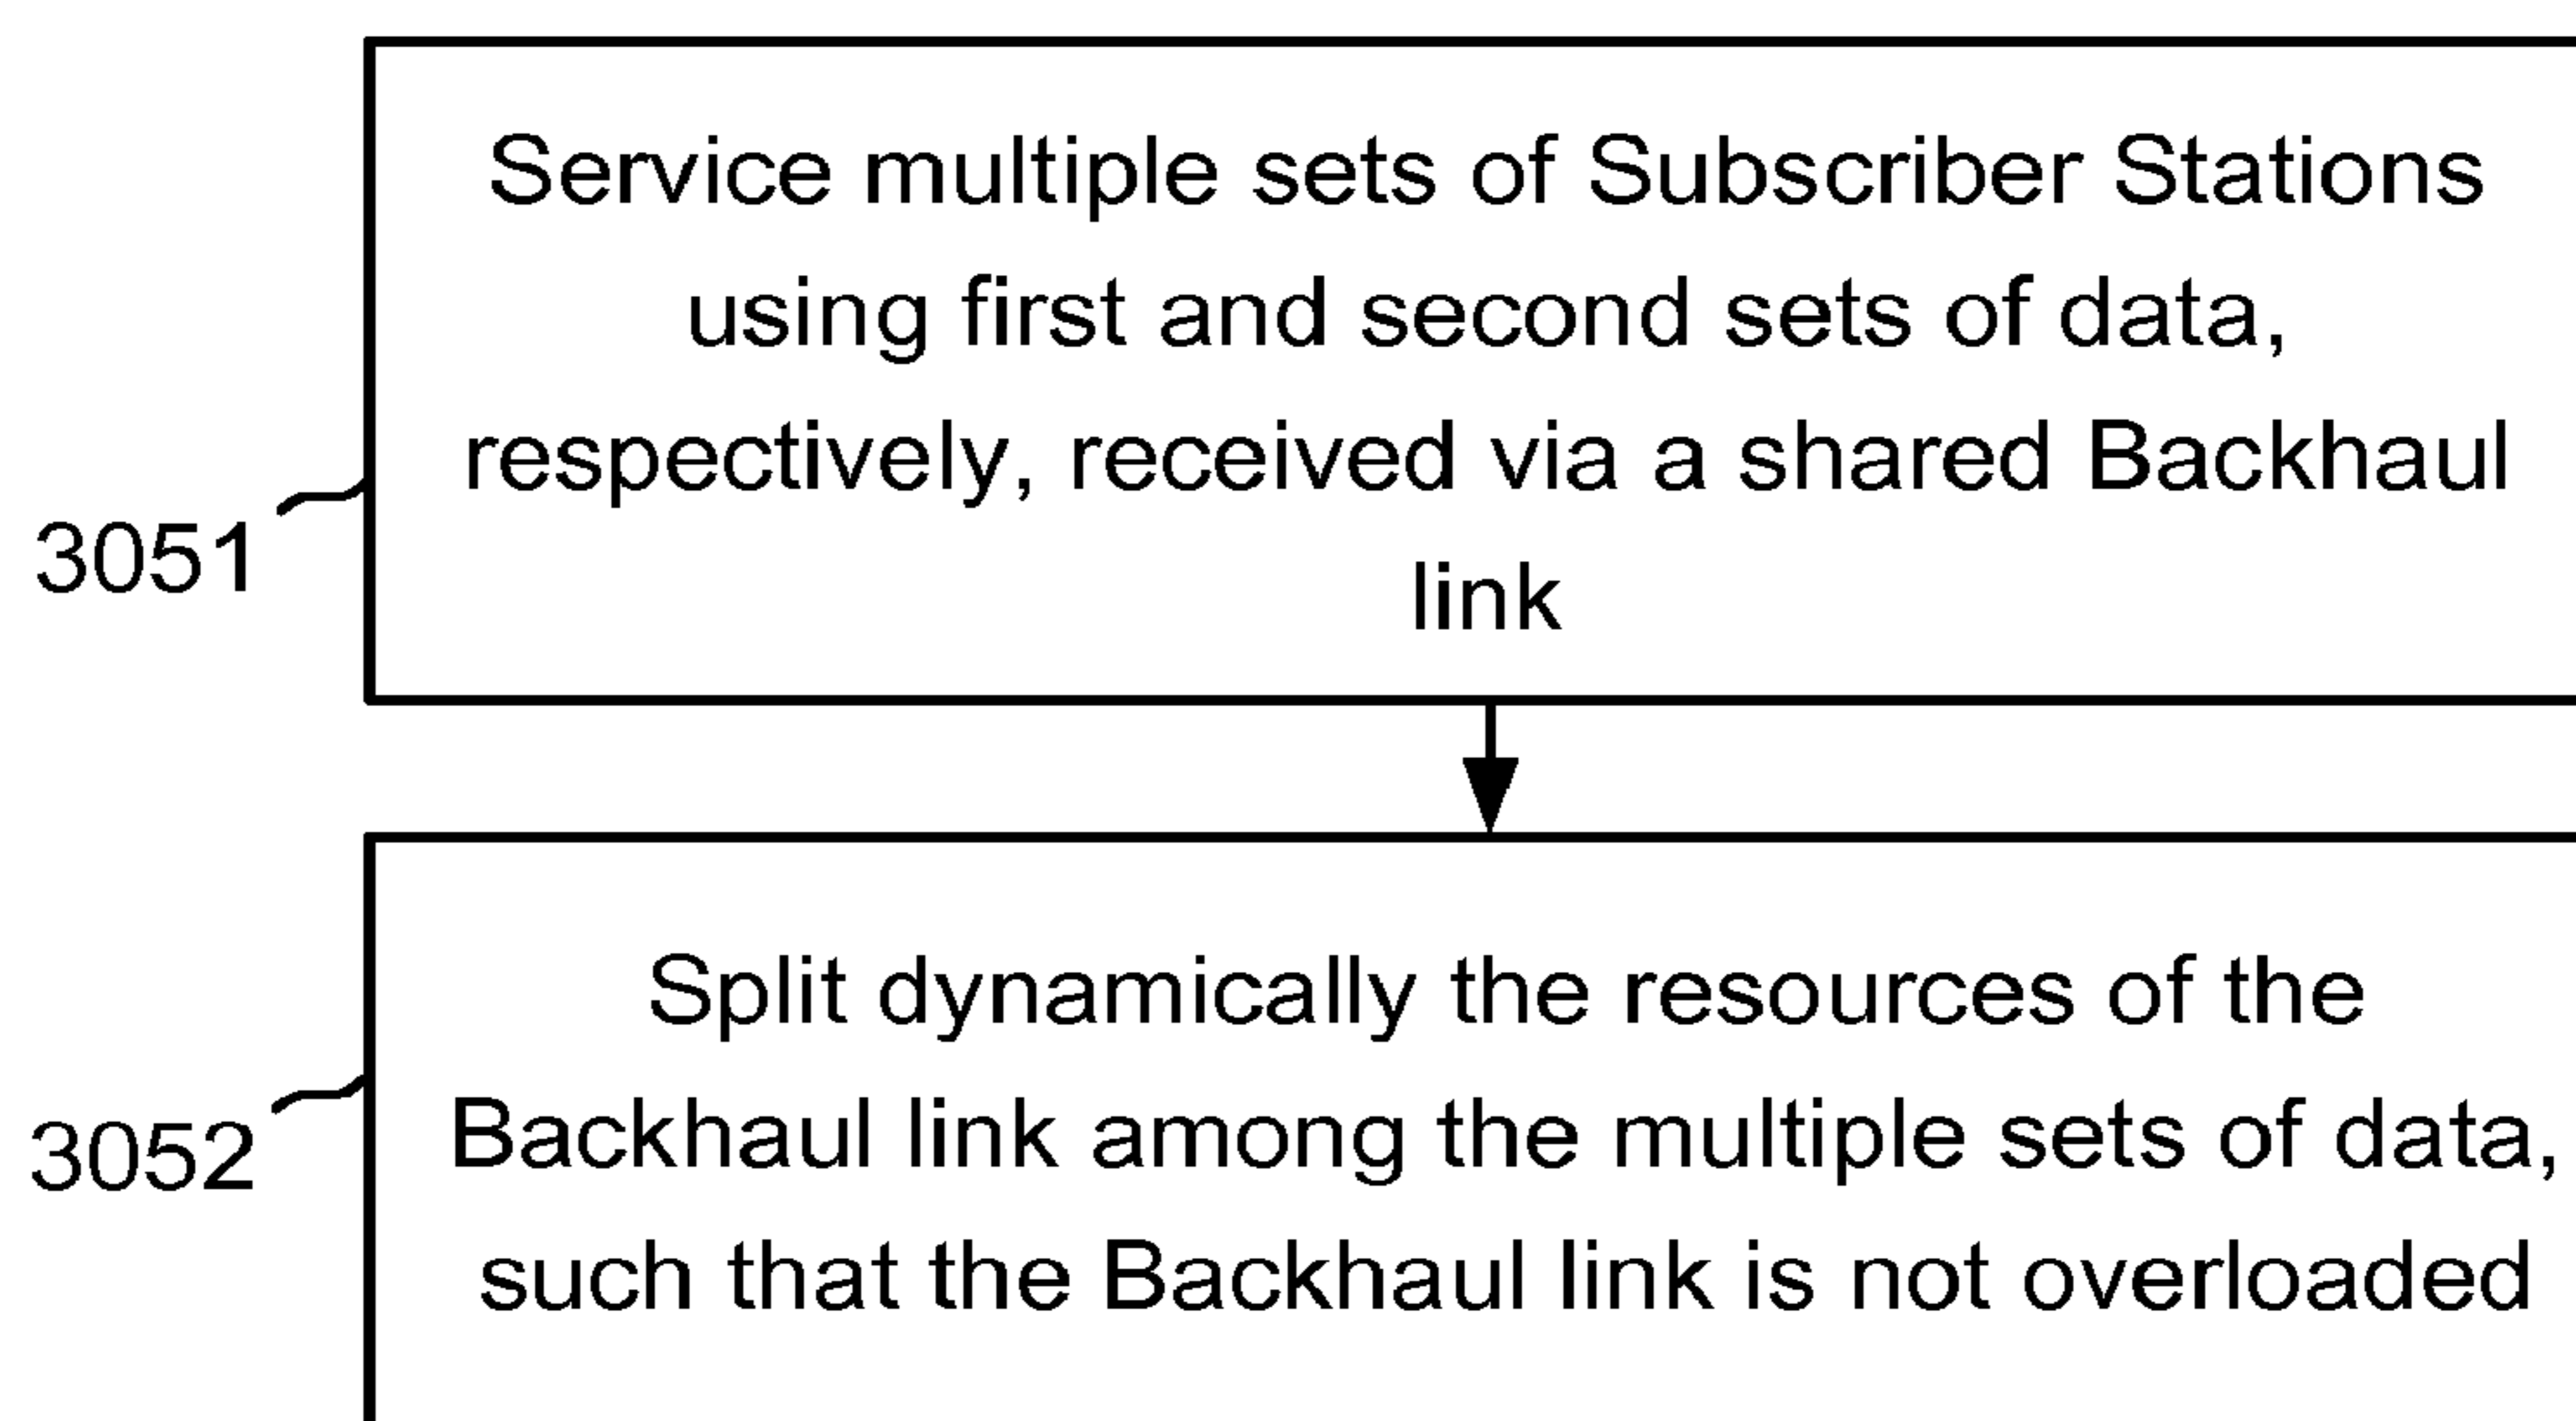 Service multiple sets of Subscriber Stations
using first and second sets of data,
respectively, received via a shared Backhaul
link
3051
Split dynamically the resources of the
Backhaul link among the multiple sets of data,
such that the Backhaul link is not overloaded
3052